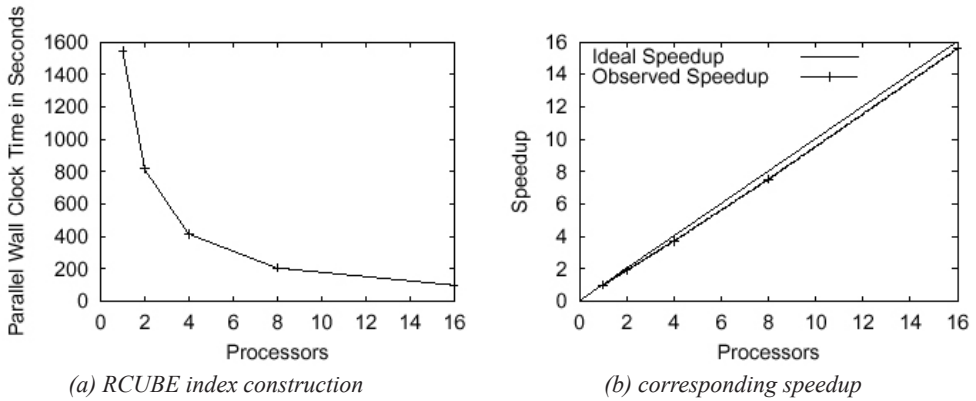 Parallel Wall Clock Time in Seconds
1600
1400
1200
1000
800
600
400
200
0
0 2 4 6 8 10 12 14 16
Processors
(a) RCUBE index construction
Speedup
16
14
12
10
8
6
4
2
0
Ideal Speedup
Observed Speedup
0 2 4 6 8 10 12 14 16
Processors
(b) corresponding speedup